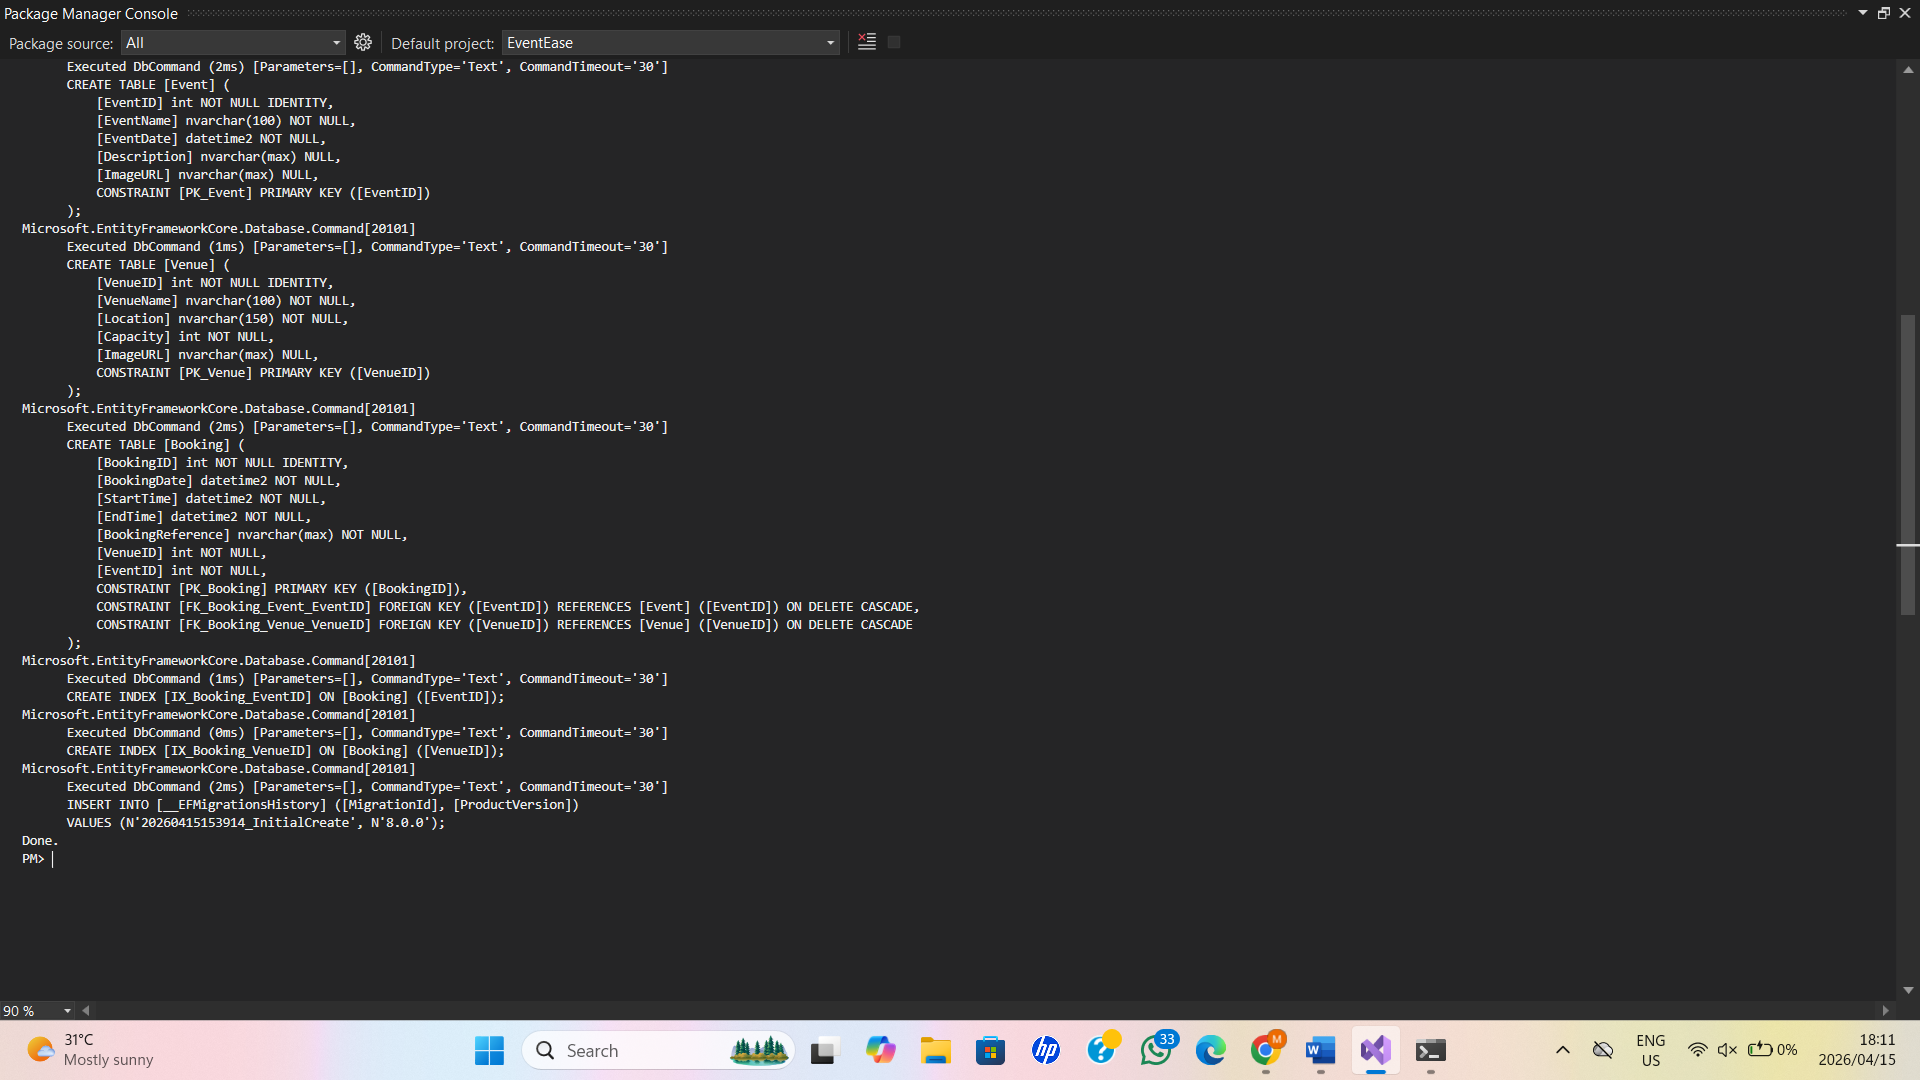 Package Manager Console
Package source: All Default project: EventEase
Executed DbCommand (2ms) [Parameters=[], CommandType='Text', CommandTimeout='30']
CREATE TABLE [Event] (
[EventID] int NOT NULL IDENTITY,
[EventName] nvarchar(100) NOT NULL,
[EventDate] datetime2 NOT NULL,
[Description] nvarchar(max) NULL,
[ImageURL] nvarchar(max) NULL,
CONSTRAINT [PK_Event] PRIMARY KEY ([EventID])
);
Microsoft.EntityFrameworkCore.Database.Command[20101]
Executed DbCommand (1ms) [Parameters=[], CommandType='Text', CommandTimeout='30']
CREATE TABLE [Venue] (
[VenueID] int NOT NULL IDENTITY,
[VenueName] nvarchar(100) NOT NULL,
[Location] nvarchar(150) NOT NULL,
[Capacity] int NOT NULL,
[ImageURL] nvarchar(max) NULL,
CONSTRAINT [PK_Venue] PRIMARY KEY ([VenueID])
);
Microsoft.EntityFrameworkCore.Database.Command[20101]
Executed DbCommand (2ms) [Parameters=[], CommandType='Text', CommandTimeout='30']
CREATE TABLE [Booking] (
[BookingID] int NOT NULL IDENTITY,
[BookingDate] datetime2 NOT NULL,
[StartTime] datetime2 NOT NULL,
[EndTime] datetime2 NOT NULL,
[BookingReference] nvarchar(max) NOT NULL,
[VenueID] int NOT NULL,
[EventID] int NOT NULL,
CONSTRAINT [PK_Booking] PRIMARY KEY ([BookingID]),
CONSTRAINT [FK_Booking_Event_EventID] FOREIGN KEY ([EventID]) REFERENCES [Event] ([EventID]) ON DELETE CASCADE,
CONSTRAINT [FK_Booking_Venue_VenueID] FOREIGN KEY ([VenueID]) REFERENCES [Venue] ([VenueID]) ON DELETE CASCADE
);
Microsoft.EntityFrameworkCore.Database.Command[20101]
Executed DbCommand (1ms) [Parameters=[], CommandType='Text', CommandTimeout='30']
CREATE INDEX [IX_Booking_EventID] ON [Booking] ([EventID]);
Microsoft.EntityFrameworkCore.Database.Command[20101]
Executed DbCommand (0ms) [Parameters=[], CommandType='Text', CommandTimeout='30']
CREATE INDEX [IX_Booking_VenueID] ON [Booking] ([VenueID]);
Microsoft.EntityFrameworkCore.Database.Command[20101]
Executed DbCommand (2ms) [Parameters=[], CommandType='Text', CommandTimeout='30']
INSERT INTO [__EFMigrationsHistory] ([MigrationId], [ProductVersion])
VALUES (N'20260415153914_InitialCreate', N'8.0.0');
Done.
PM>
90 %
31°C
Mostly sunny
Search
hp
33
M
W
ENG
US
0%
18:11
2026/04/15